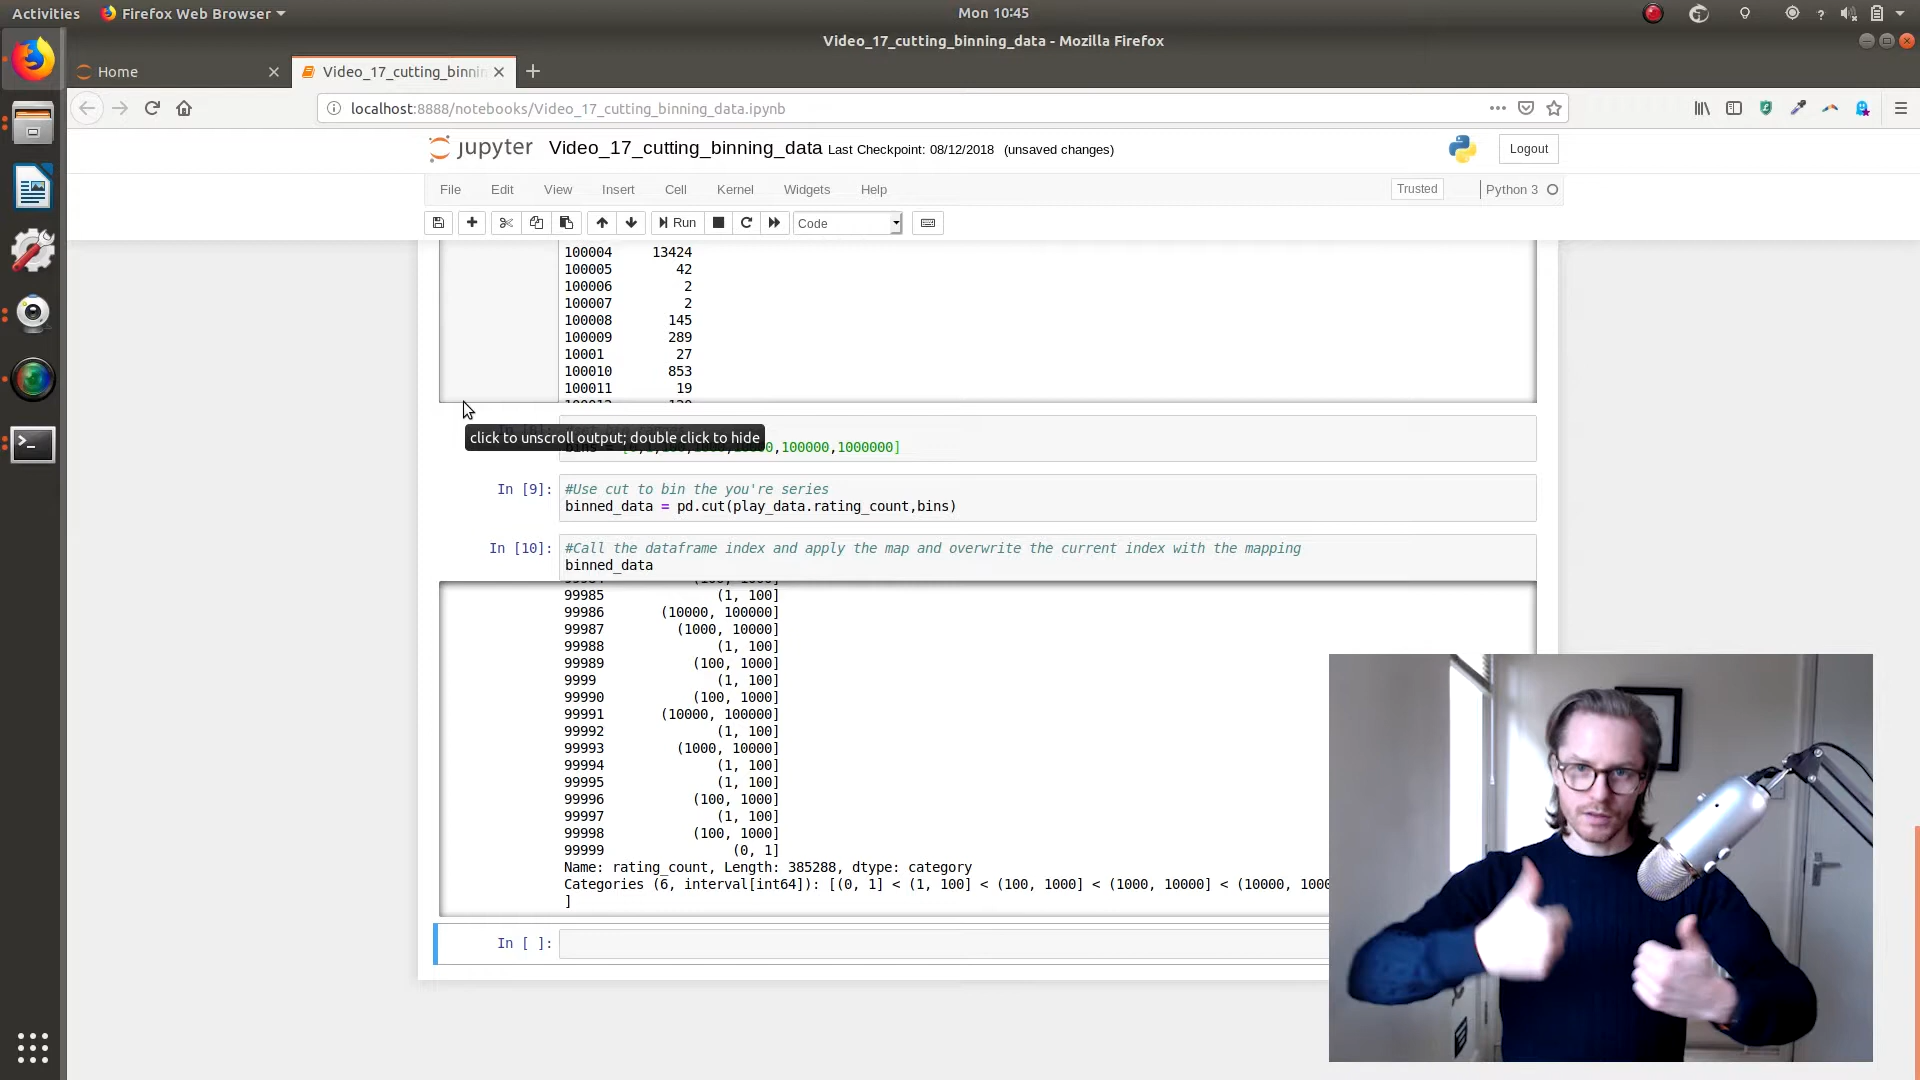 Activities
Firefox Web Browser
Mon 10:45
Video_17_cutting_binning_data - Mozilla Firefox
Home
Video_17_cutting_binnin
localhost:8888/notebooks/Video_17_cutting_binning_data.ipynb
jupyter Video_17_cutting_binning_data Last Checkpoint: 08/12/2018 (unsaved changes)
Logout
File Edit View Insert Cell Kernel Widgets Help
Trusted
Python 3
Run
Code
100004 13424
100005 42
100006 2
100007 2
100008 145
100009 289
10001 27
100010 853
100011 19
click to unscroll output; double click to hide
,100000,1000000]
In [9]: #Use cut to bin the you're series
binned_data = pd.cut(play_data.rating_count,bins)
In [10]: #Call the dataframe index and apply the map and overwrite the current index with the mapping
binned_data
99985 (1, 100]
99986 (10000, 100000]
99987 (1000, 10000]
99988 (1, 100]
99989 (100, 1000]
9999 (1, 100]
99990 (100, 1000]
99991 (10000, 100000]
99992 (1, 100]
99993 (1000, 10000]
99994 (1, 100]
99995 (1, 100]
99996 (100, 1000]
99997 (1, 100]
99998 (100, 1000]
99999 (0, 1]
Name: rating_count, Length: 385288, dtype: category
Categories (6, interval[int64]): [(0, 1] < (1, 100] < (100, 1000] < (1000, 10000] < (10000, 1000
]
In [ ]: